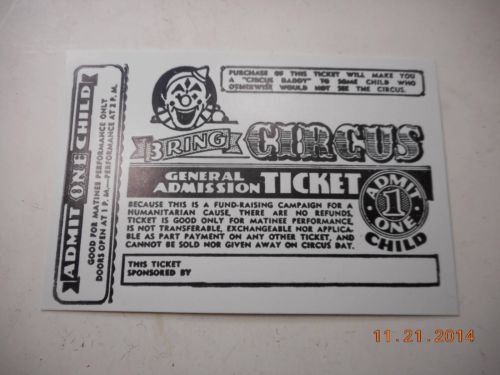 PURCHASE OF THIS TICKET WILL MAKE YOU
A "CIRCUS DADDY" TO SOME CHILD WHO
OTHERWISE WOULD NOT SEE THE CIRCUS.
3 RING CIRCUS
GENERAL
ADMISSION TICKET
BECAUSE THIS IS A FUND-RAISING CAMPAIGN FOR A
HUMANITARIAN CAUSE, THERE ARE NO REFUNDS.
TICKET IS GOOD ONLY FOR MATINEE PERFORMANCE,
IS NOT TRANSFERABLE, EXCHANGEABLE NOR APPLICA-
BLE AS PART PAYMENT ON ANY OTHER TICKET, AND
CANNOT BE SOLD NOR GIVEN AWAY ON CIRCUS DAY.
ADMIT
1
ONE
CHILD
THIS TICKET
SPONSORED BY
ADMIT ONE CHILD
GOOD FOR MATINEE PERFORMANCE ONLY
DOORS OPEN AT 1 P. M.—PERFORMANCE AT 2 P. M.
11.21.2014